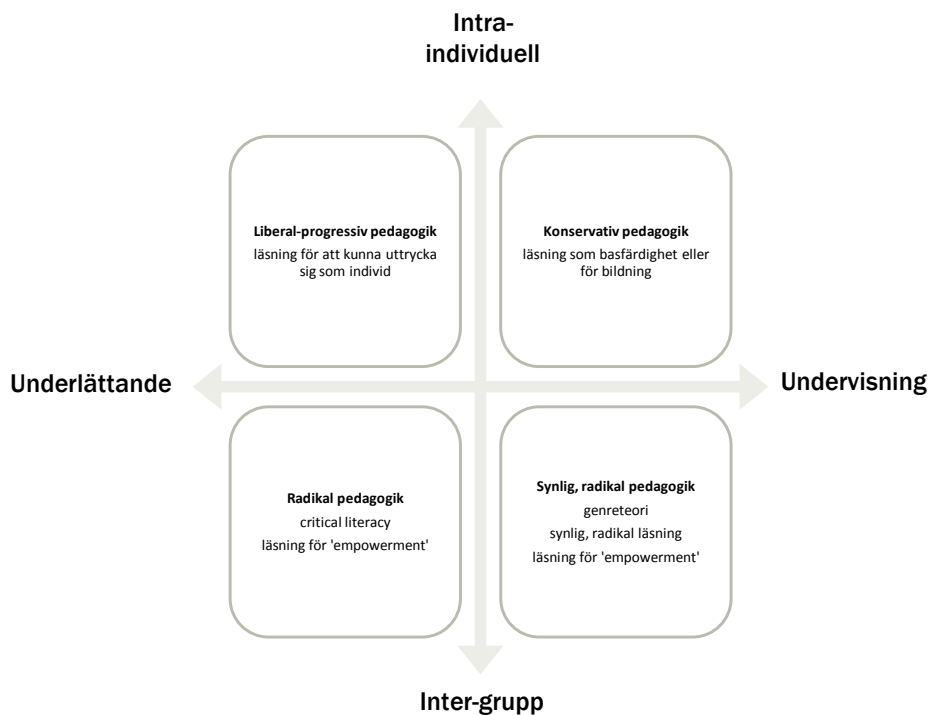 Intra-
individuell
Liberal-progressiv pedagogik
läsning för att kunna uttrycka
sig som individ
Konservativ pedagogik
läsning som basfärdighet eller
för bildning
Underlättande
Undervisning
Radikal pedagogik
critical literacy
läsning för 'empowerment'
Synlig, radikal pedagogik
genreteori
synlig, radikal läsning
läsning för 'empowerment'
Inter-grupp